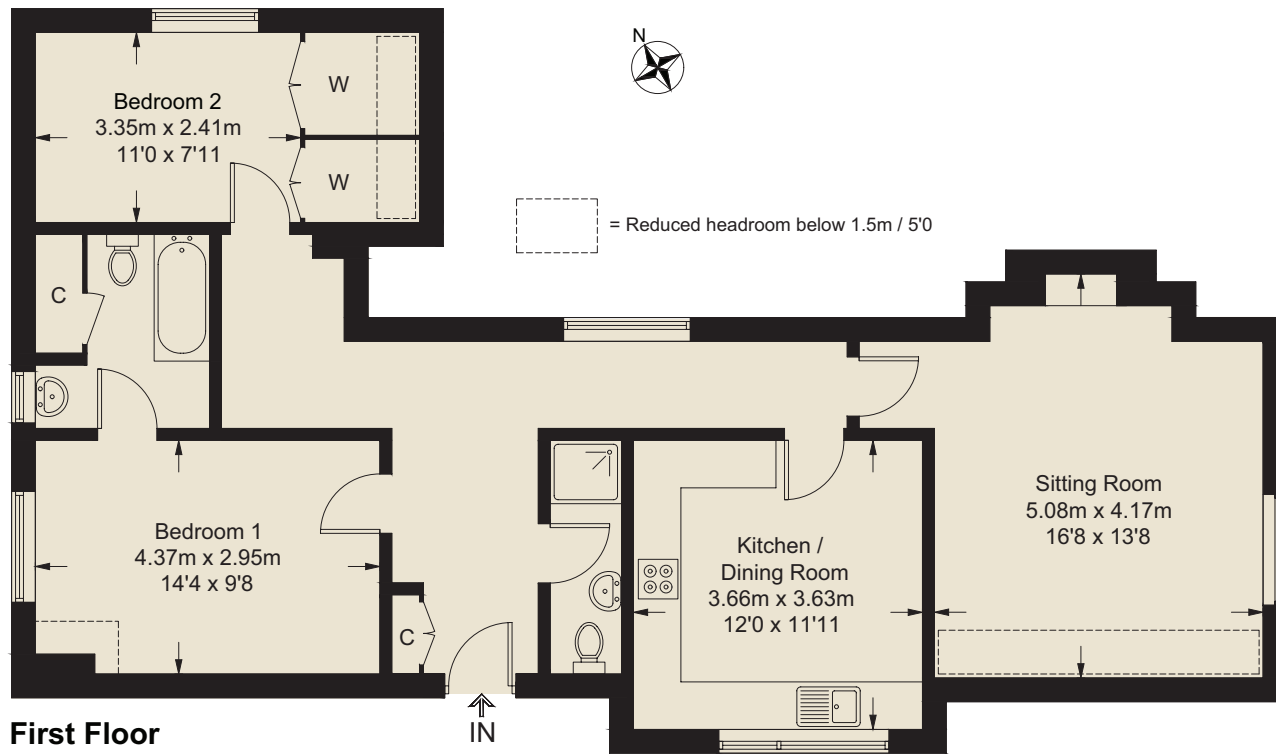 N
Bedroom 2
3.35m x 2.41m
11'0 x 7'11
W
W
= Reduced headroom below 1.5m / 5'0
C
Bedroom 1
4.37m x 2.95m
14'4 x 9'8
C
Kitchen /
Dining Room
3.66m x 3.63m
12'0 x 11'11
Sitting Room
5.08m x 4.17m
16'8 x 13'8
First Floor
IN